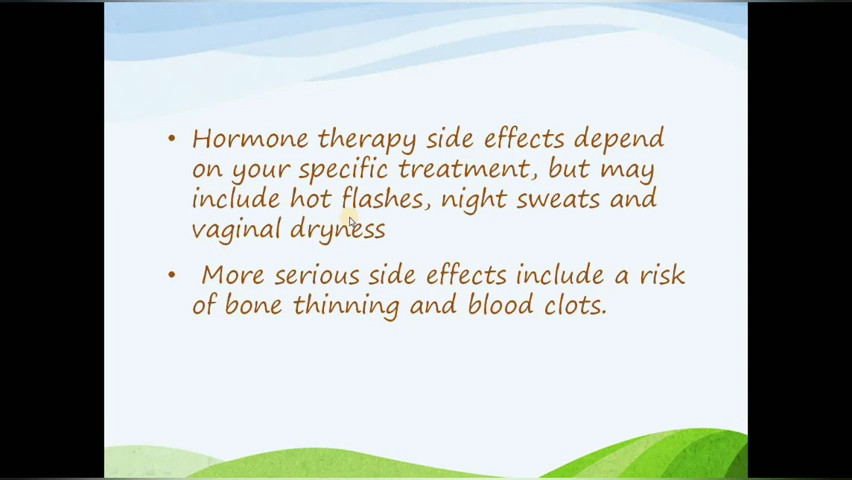 • Hormone therapy side effects depend
on your specific treatment, but may
include hot flashes, night sweats and
vaginal dryness
• More serious side effects include a risk
of bone thinning and blood clots.